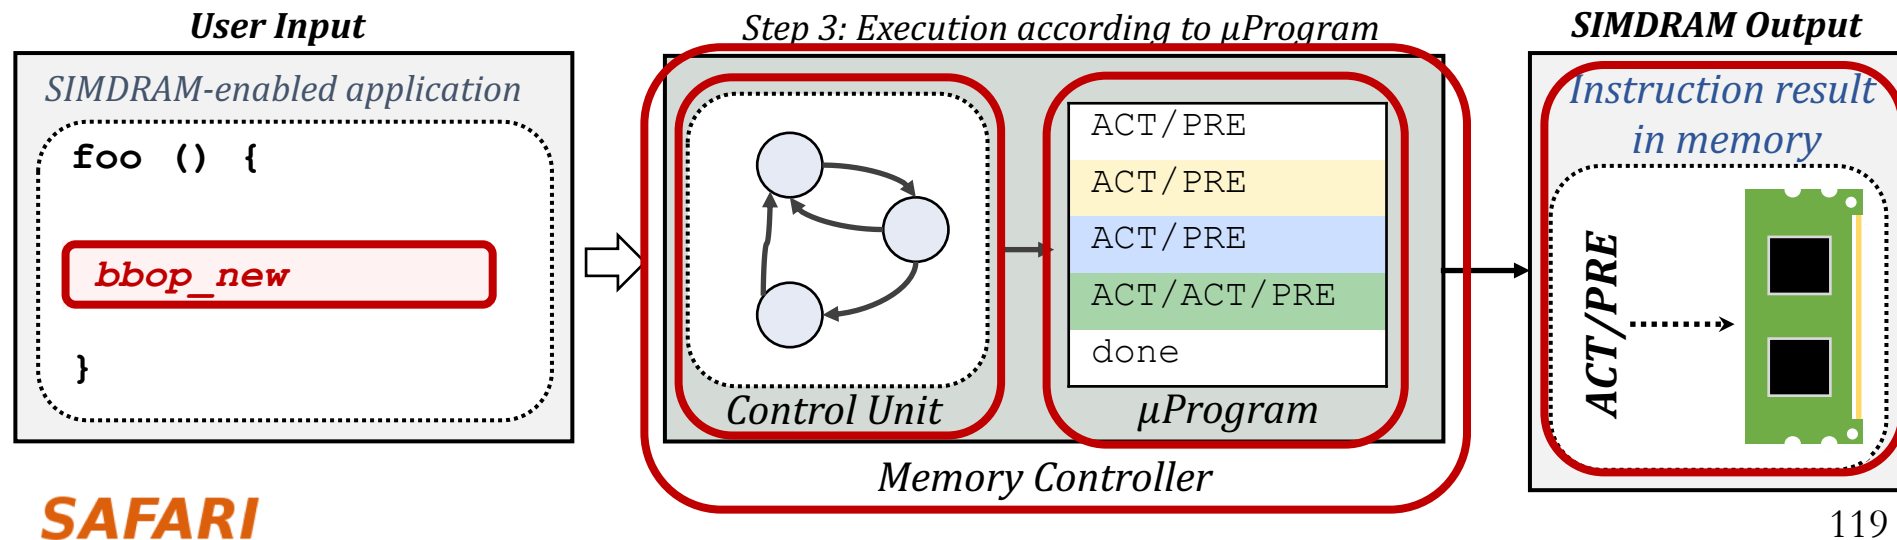 User Input
SIMDRAM-enabled application
foo () {
bbop_new
}
Step 3: Execution according to μProgram
Control Unit
ACT/PRE
ACT/PRE
ACT/PRE
ACT/ACT/PRE
done
μProgram
Memory Controller
SIMDRAM Output
Instruction result
in memory
ACT/PRE
SAFARI
119